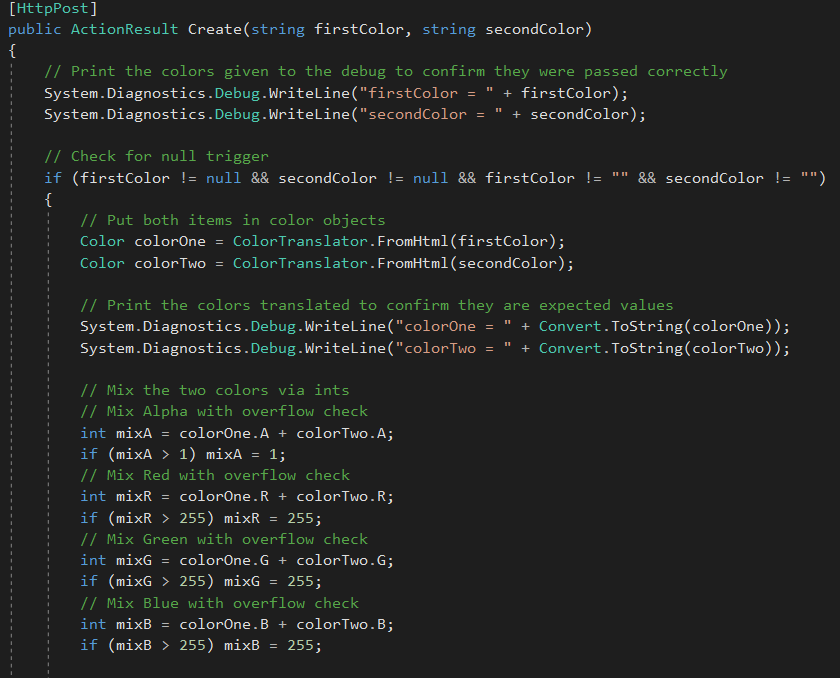 [HttpPost]
public ActionResult Create(string firstColor, string secondColor)
{
// Print the colors given to the debug to confirm they were passed correctly
System.Diagnostics.Debug.WriteLine("firstColor = " + firstColor);
System.Diagnostics.Debug.WriteLine("secondColor = " + secondColor);
// Check for null trigger
if (firstColor != null && secondColor != null && firstColor != "" && secondColor != "")
{
// Put both items in color objects
Color colorOne = ColorTranslator.FromHtml(firstColor);
Color colorTwo = ColorTranslator.FromHtml(secondColor);
// Print the colors translated to confirm they are expected values
System.Diagnostics.Debug.WriteLine("colorOne = " + Convert.ToString(colorOne));
System.Diagnostics.Debug.WriteLine("colorTwo = " + Convert.ToString(colorTwo));
// Mix the two colors via ints
// Mix Alpha with overflow check
int mixA = colorOne.A + colorTwo.A;
if (mixA > 1) mixA = 1;
// Mix Red with overflow check
int mixR = colorOne.R + colorTwo.R;
if (mixR > 255) mixR = 255;
// Mix Green with overflow check
int mixG = colorOne.G + colorTwo.G;
if (mixG > 255) mixG = 255;
// Mix Blue with overflow check
int mixB = colorOne.B + colorTwo.B;
if (mixB > 255) mixB = 255;